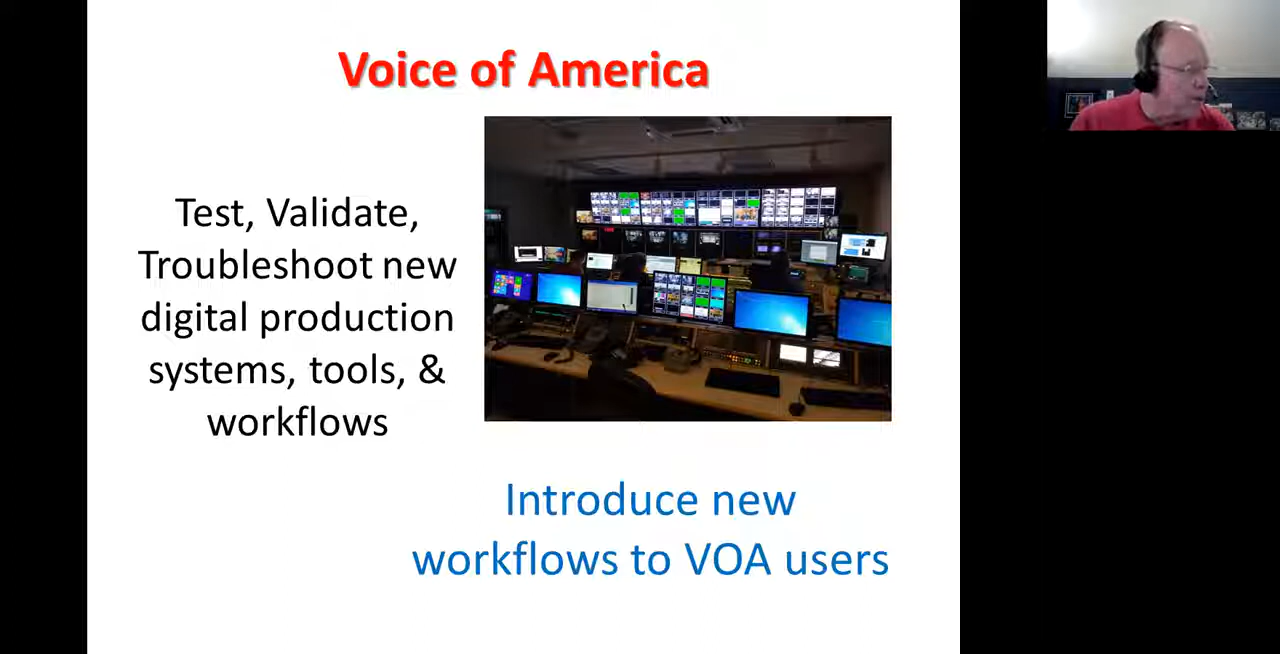 Voice of America
Test, Validate,
Troubleshoot new
digital production
systems, tools, &
workflows
Introduce new
workflows to VOA users